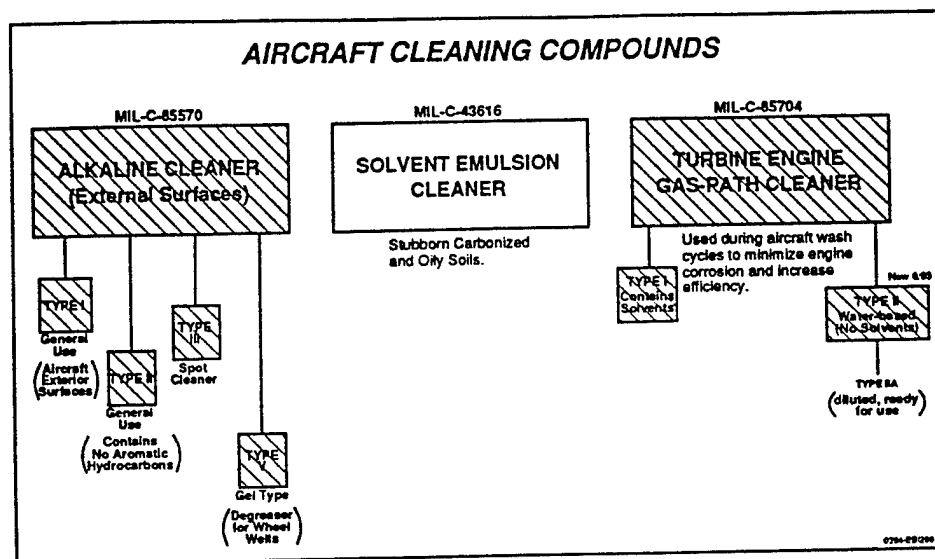 AIRCRAFT CLEANING COMPOUNDS
MIL-C-85570
ALKALINE CLEANER
(External Surfaces)
TYPE I
General
Use
(Aircraft
Exterior
Surfaces)
TYPE II
General
Use
(Contains
No Aromatic
Hydrocarbons)
TYPE
III
Spot
Cleaner
TYPE
V
Gel Type
(Degreaser
for Wheel
Wells)
MIL-C-43616
SOLVENT EMULSION
CLEANER
Stubborn Carbonized
and Oily Soils.
MIL-C-85704
TURBINE ENGINE
GAS-PATH CLEANER
Used during aircraft wash
cycles to minimize engine
corrosion and increase
efficiency.
TYPE I
Contains
Solvents
New
TYPE II
Water-based
(No Solvents)
TYPE IIA
(diluted, ready
for use)